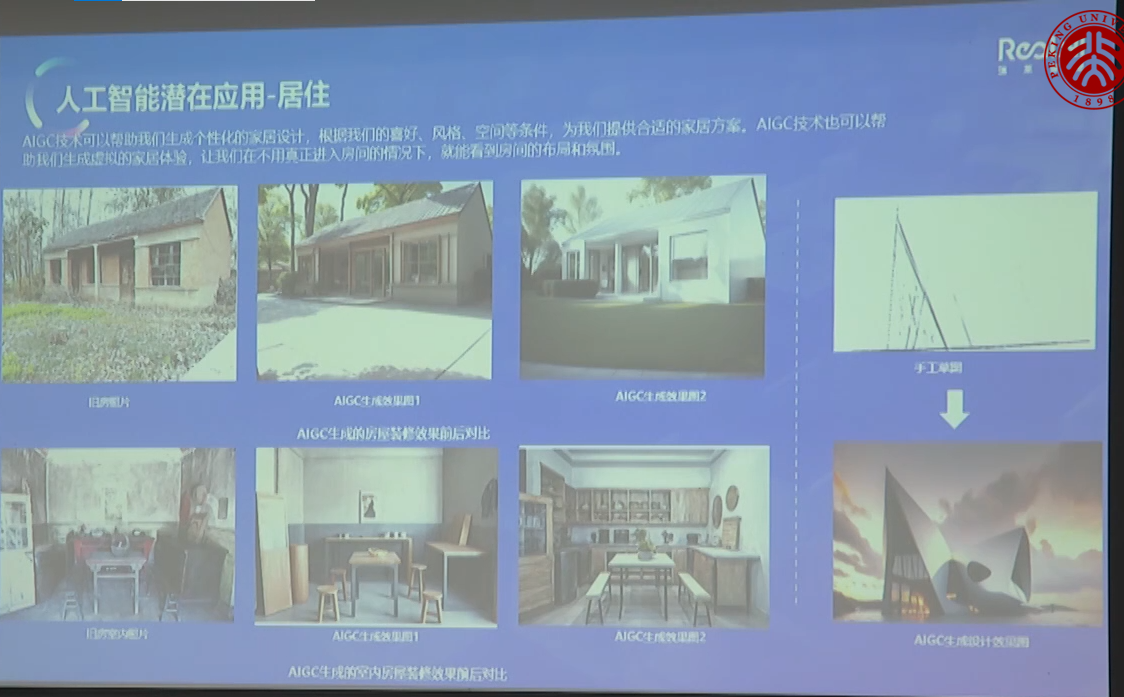 人工智能潜在应用-居住
AIGC技术可以帮助我们生成个性化的家居设计，根据我们的喜好、风格、空间等条件，为我们提供合适的家居方案。AIGC技术也可以帮
助我们生成虚拟的家居体验，让我们在不用真正进入房间的情况下，就能看到房间的布局和氛围。
旧房照片
AIGC生成效果图1
AIGC生成效果图2
AIGC生成的房屋装修效果前后对比
手工草图
旧房室内照片
AIGC生成效果图1
AIGC生成效果图2
AIGC生成设计效果图
AIGC生成的室内房屋装修效果前后对比
PEKING
1898